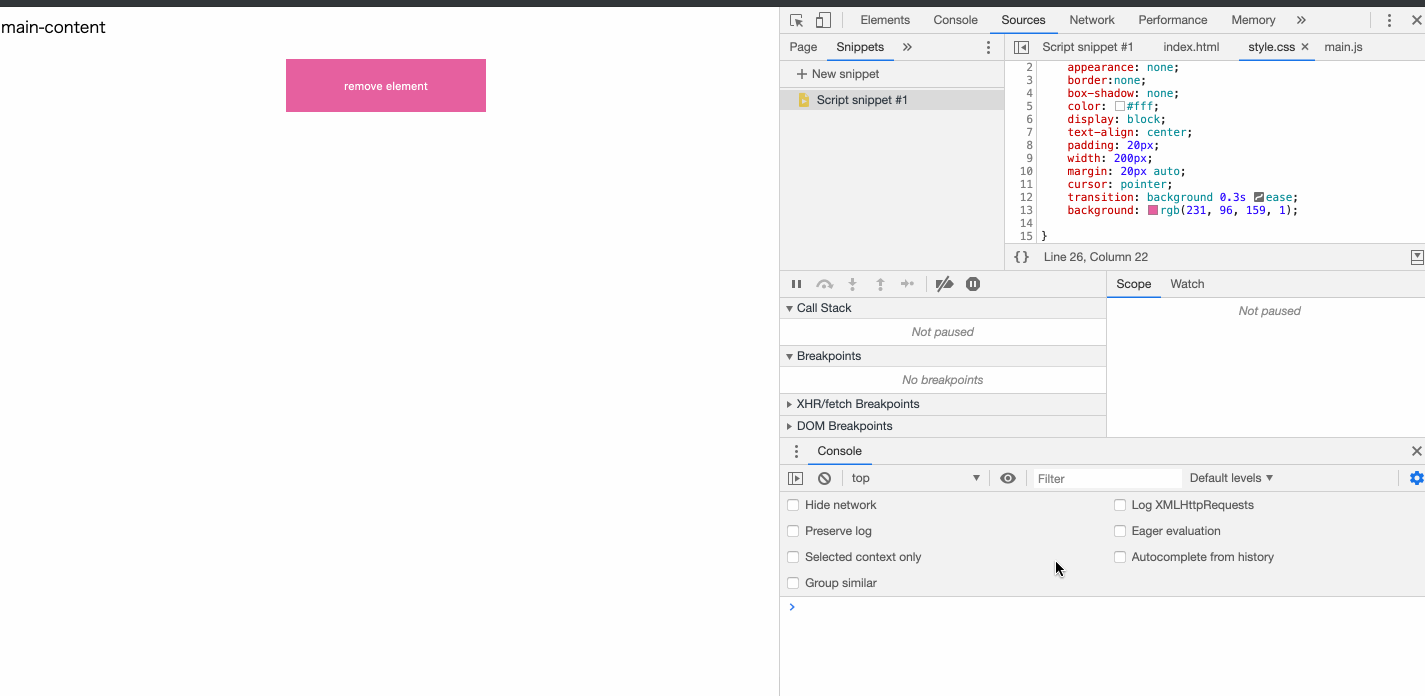 main-content
remove element
Elements Console Sources Network Performance Memory »
Page Snippets »
Script snippet #1 index.html style.css × main.js
+ New snippet
Script snippet #1
2 appearance: none;
3 border:none;
4 box-shadow: none;
5 color: #fff;
6 display: block;
7 text-align: center;
8 padding: 20px;
9 width: 200px;
10 margin: 20px auto;
11 cursor: pointer;
12 transition: background 0.3s ease;
13 background: rgb(231, 96, 159, 1);
14
15 }
{} Line 26, Column 22
Scope Watch
Call Stack
Not paused
Not paused
Breakpoints
No breakpoints
XHR/fetch Breakpoints
DOM Breakpoints
Console
top Filter Default levels
Hide network Log XMLHttpRequests
Preserve log Eager evaluation
Selected context only Autocomplete from history
Group similar